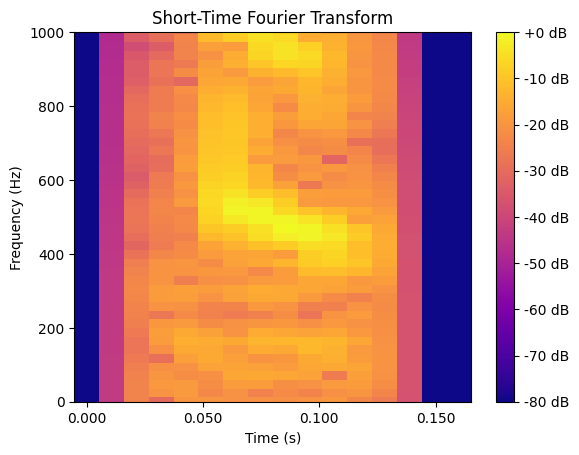 Short-Time Fourier Transform
Frequency (Hz)
1000
800
600
400
200
0
0.000
0.050
0.100
0.150
Time (s)
+0 dB
-10 dB
-20 dB
-30 dB
-40 dB
-50 dB
-60 dB
-70 dB
-80 dB